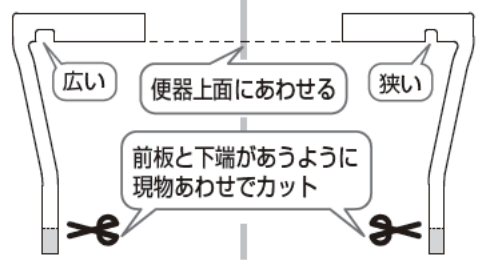 広い
便器上面にあわせる
狭い
前板と下端があうように
現物あわせでカット